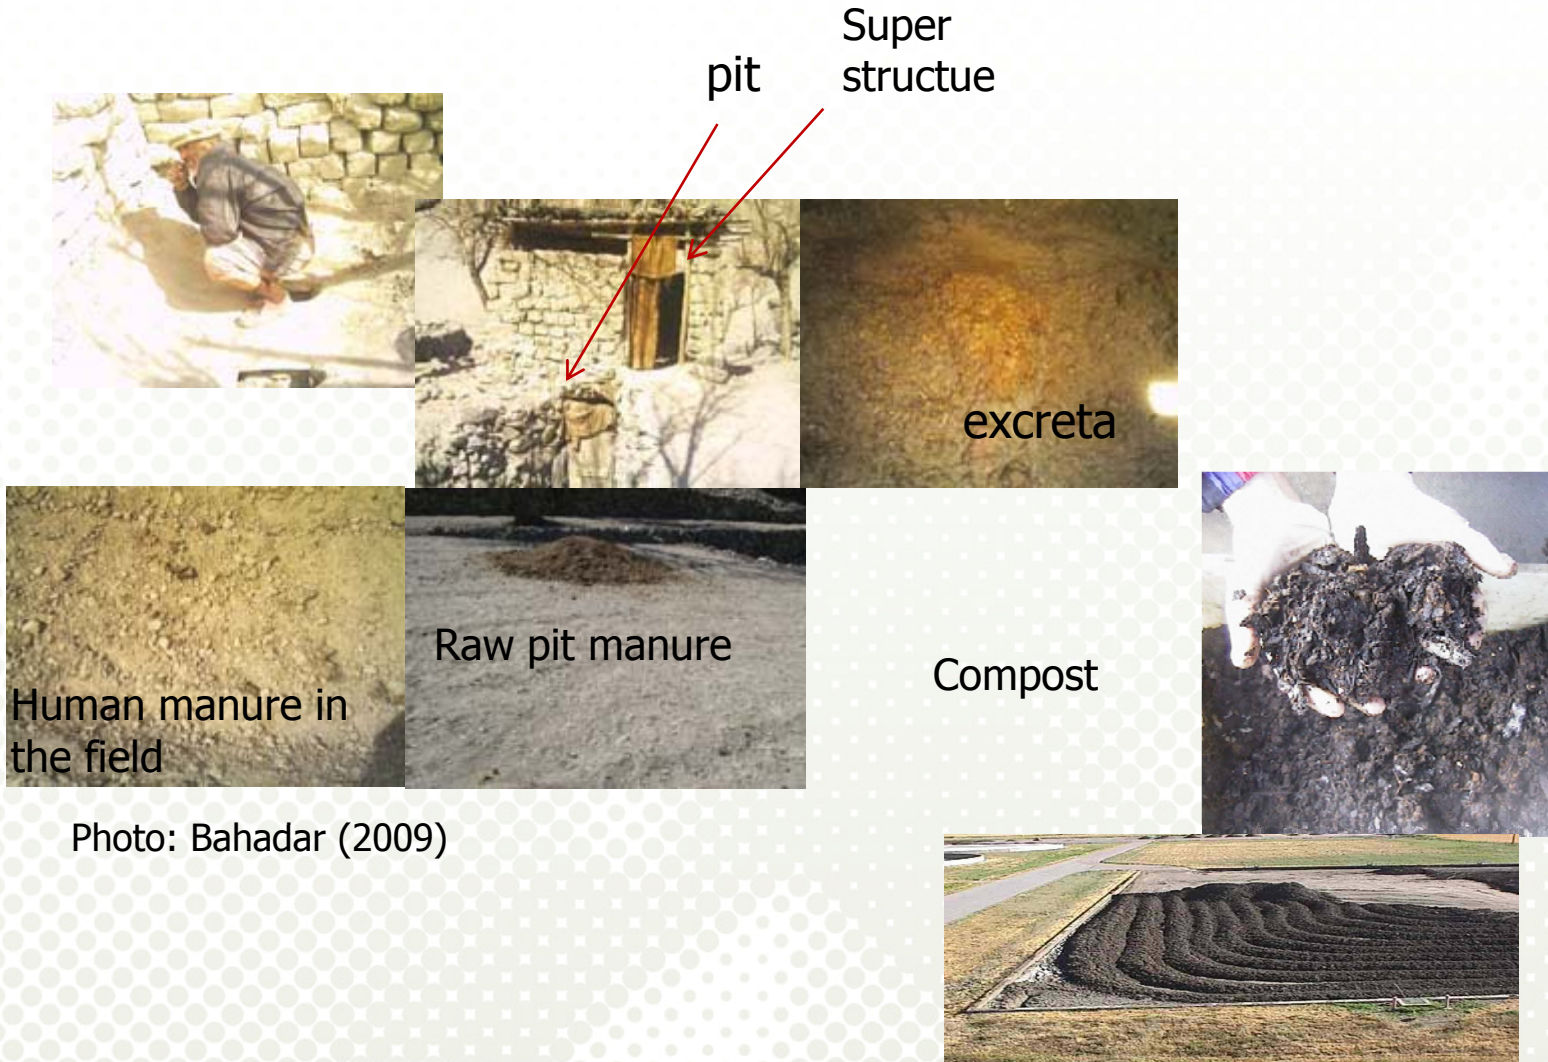 pit
Super
structue
excreta
Raw pit manure
Human manure in
the field
Compost
Photo: Bahadar (2009)